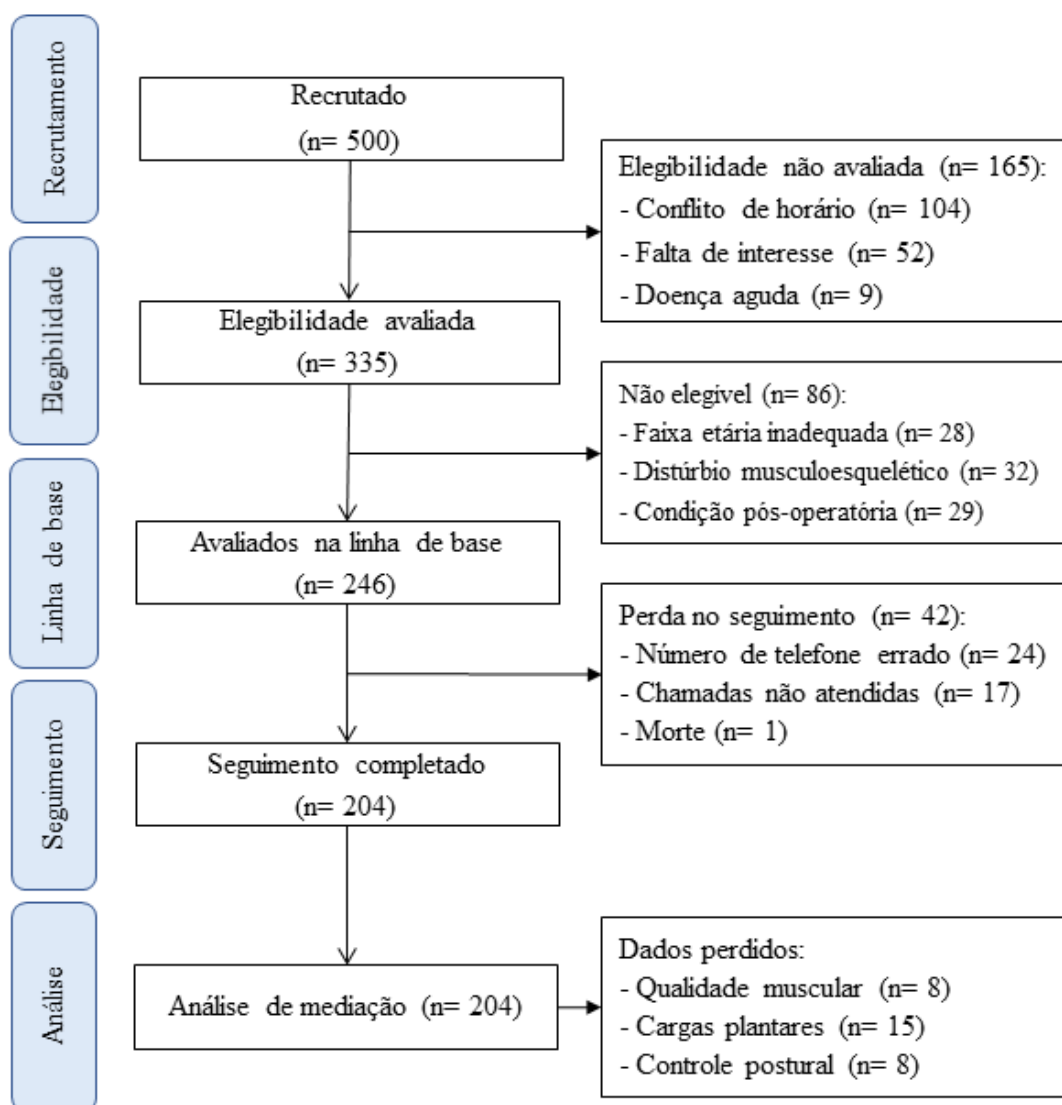 Recrutamento
Recrutado
(n= 500)
Elegibilidade não avaliada (n= 165):
- Conflito de horário (n= 104)
- Falta de interesse (n= 52)
- Doença aguda (n= 9)
Elegibilidade
Elegibilidade avaliada
(n= 335)
Não elegível (n= 86):
- Faixa etária inadequada (n= 28)
- Distúrbio musculoesquelético (n= 32)
- Condição pós-operatória (n= 29)
Linha de base
Avaliados na linha de base
(n= 246)
Perda no seguimento (n= 42):
- Número de telefone errado (n= 24)
- Chamadas não atendidas (n= 17)
- Morte (n= 1)
Seguimento
Seguimento completado
(n= 204)
Análise
Análise de mediação (n= 204)
Dados perdidos:
- Qualidade muscular (n= 8)
- Cargas plantares (n= 15)
- Controle postural (n= 8)